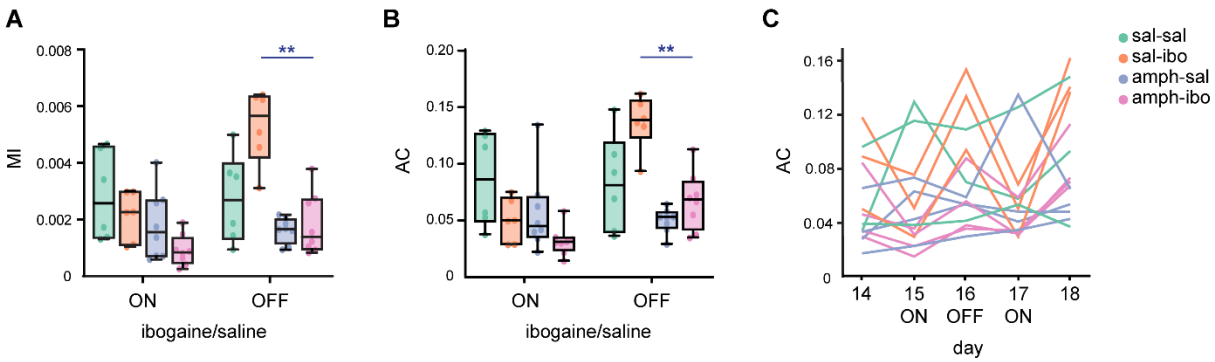 A
MI
0.008
0.006
0.004
0.002
0
**
ON
OFF
ibogaine/saline
B
AC
0.20
0.15
0.10
0.05
0
**
ON
OFF
ibogaine/saline
C
AC
0.16
0.12
0.08
0.04
0
14
15
16
17
18
ON
OFF
ON
day
sal-sal
sal-ibo
amph-sal
amph-ibo